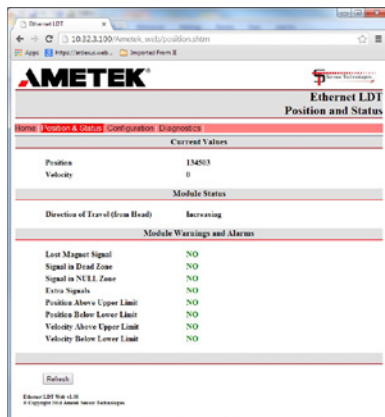 Ethernet LDT
10.32.3.100/Ametek_web/position.shtm
Apps
Imported From IE
AMETEK®
Ethernet LDT
Position and Status
Home Position & Status Configuration Diagnostics
Current Values
Position 134503
Velocity 0
Module Status
Direction of Travel (from Head) Increasing
Module Warnings and Alarms
Lost Magnet Signal NO
Signal in Dead Zone NO
Signal in NULL Zone NO
Extra Signals NO
Position Above Upper Limit NO
Position Below Lower Limit NO
Velocity Above Upper Limit NO
Velocity Below Lower Limit NO
Refresh
Ethernet LDT Web
© Copyright Ametek Sensor Technologies